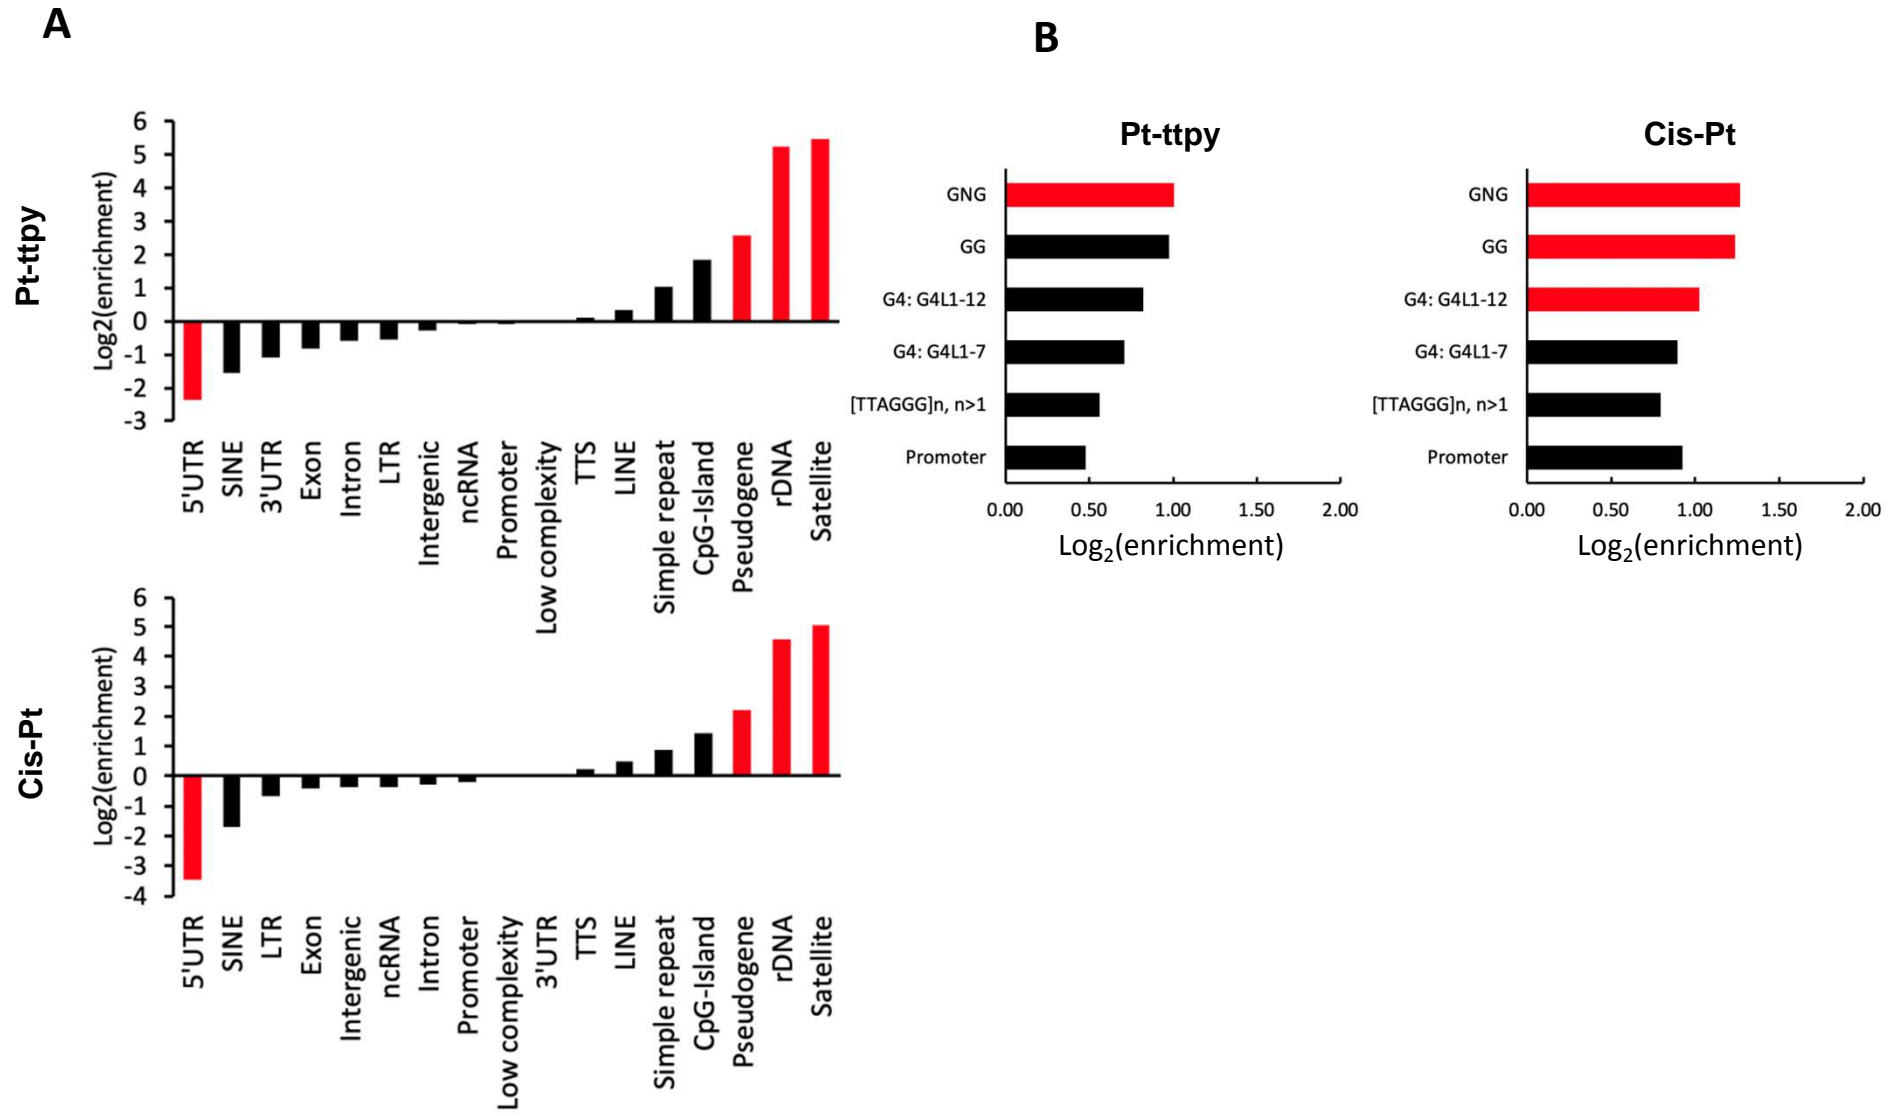 A
B
Pt-ttpy
Log2(enrichment)
6
5
4
3
2
1
0
-1
-2
-3
5'UTR
SINE
3'UTR
Exon
Intron
LTR
Intergenic
ncRNA
Promoter
Low complexity
TTS
LINE
Simple repeat
CpG-Island
Pseudogene
rDNA
Satellite
Cis-Pt
Log2(enrichment)
6
5
4
3
2
1
0
-1
-2
-3
-4
5'UTR
SINE
LTR
Exon
Intergenic
ncRNA
Intron
Promoter
Low complexity
3'UTR
TTS
LINE
Simple repeat
CpG-Island
Pseudogene
rDNA
Satellite
Pt-ttpy
GNG
GG
G4: G4L1-12
G4: G4L1-7
[TTAGGG]n, n>1
Promoter
0.00 0.50 1.00 1.50 2.00
Log2(enrichment)
Cis-Pt
GNG
GG
G4: G4L1-12
G4: G4L1-7
[TTAGGG]n, n>1
Promoter
0.00 0.50 1.00 1.50 2.00
Log2(enrichment)